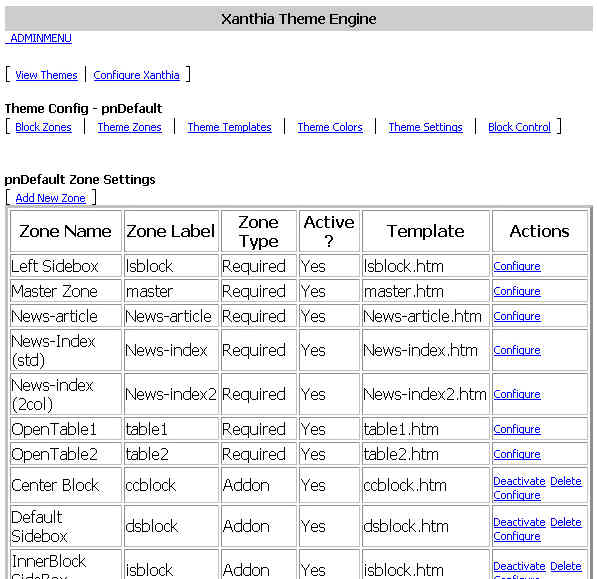 Xanthia Theme Engine
ADMINMENU
[ View Themes | Configure Xanthia ]
Theme Config - pnDefault
[ Block Zones | Theme Zones | Theme Templates | Theme Colors | Theme Settings | Block Control ]
pnDefault Zone Settings
[ Add New Zone ]
Zone Name Zone Label Zone Type Active ? Template Actions
Left Sidebox lsblock Required Yes lsblock.htm Configure
Master Zone master Required Yes master.htm Configure
News-article News-article Required Yes News-article.htm Configure
News-Index (std) News-index Required Yes News-index.htm Configure
News-index (2col) News-index2 Required Yes News-index2.htm Configure
OpenTable1 table1 Required Yes table1.htm Configure
OpenTable2 table2 Required Yes table2.htm Configure
Center Block ccblock Addon Yes ccblock.htm Deactivate Delete Configure
Default Sidebox dsblock Addon Yes dsblock.htm Deactivate Delete Configure
InnerBlock SideBox isblock Addon Yes isblock.htm Deactivate Delete Configure